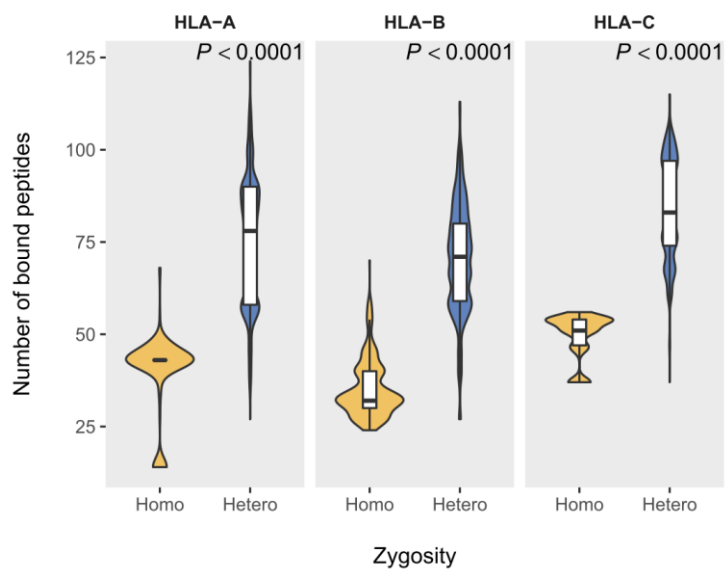 HLA−A HLA−B HLA−C
P < 0.0001 P < 0.0001 P < 0.0001
125
100
75
50
25
Number of bound peptides
Homo Hetero Homo Hetero Homo Hetero
Zygosity